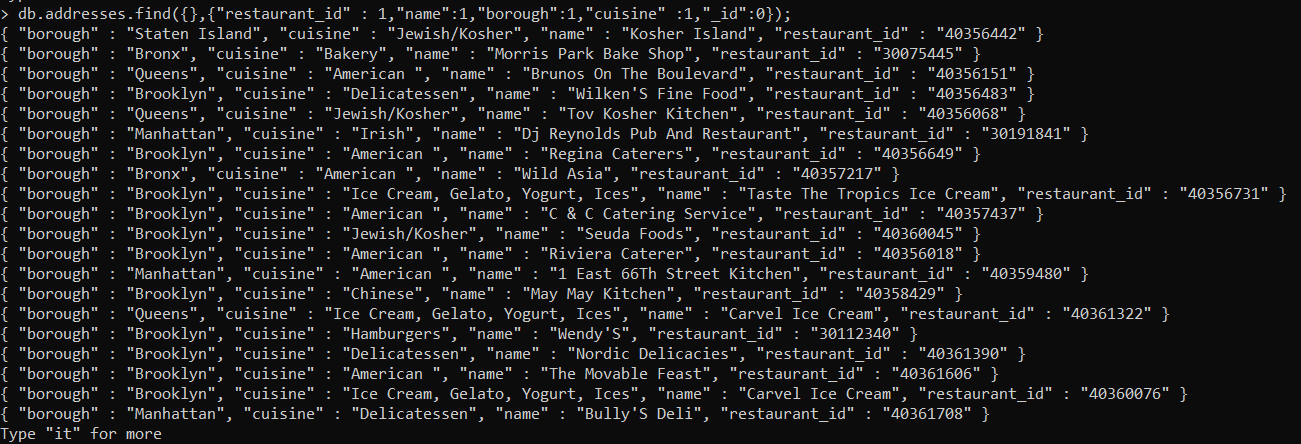 > db.addresses.find({},{"restaurant_id" : 1,"name":1,"borough":1,"cuisine" :1,"_id":0});
{ "borough" : "Staten Island", "cuisine" : "Jewish/Kosher", "name" : "Kosher Island", "restaurant_id" : "40356442" }
{ "borough" : "Bronx", "cuisine" : "Bakery", "name" : "Morris Park Bake Shop", "restaurant_id" : "30075445" }
{ "borough" : "Queens", "cuisine" : "American ", "name" : "Brunos On The Boulevard", "restaurant_id" : "40356151" }
{ "borough" : "Brooklyn", "cuisine" : "Delicatessen", "name" : "Wilken'S Fine Food", "restaurant_id" : "40356483" }
{ "borough" : "Queens", "cuisine" : "Jewish/Kosher", "name" : "Tov Kosher Kitchen", "restaurant_id" : "40356068" }
{ "borough" : "Manhattan", "cuisine" : "Irish", "name" : "Dj Reynolds Pub And Restaurant", "restaurant_id" : "30191841" }
{ "borough" : "Brooklyn", "cuisine" : "American ", "name" : "Regina Caterers", "restaurant_id" : "40356649" }
{ "borough" : "Bronx", "cuisine" : "American ", "name" : "Wild Asia", "restaurant_id" : "40357217" }
{ "borough" : "Brooklyn", "cuisine" : "Ice Cream, Gelato, Yogurt, Ices", "name" : "Taste The Tropics Ice Cream", "restaurant_id" : "40356731" }
{ "borough" : "Brooklyn", "cuisine" : "American ", "name" : "C & C Catering Service", "restaurant_id" : "40357437" }
{ "borough" : "Brooklyn", "cuisine" : "Jewish/Kosher", "name" : "Seuda Foods", "restaurant_id" : "40360045" }
{ "borough" : "Brooklyn", "cuisine" : "American ", "name" : "Riviera Caterer", "restaurant_id" : "40356018" }
{ "borough" : "Manhattan", "cuisine" : "American ", "name" : "1 East 66Th Street Kitchen", "restaurant_id" : "40359480" }
{ "borough" : "Brooklyn", "cuisine" : "Chinese", "name" : "May May Kitchen", "restaurant_id" : "40358429" }
{ "borough" : "Queens", "cuisine" : "Ice Cream, Gelato, Yogurt, Ices", "name" : "Carvel Ice Cream", "restaurant_id" : "40361322" }
{ "borough" : "Brooklyn", "cuisine" : "Hamburgers", "name" : "Wendy'S", "restaurant_id" : "30112340" }
{ "borough" : "Brooklyn", "cuisine" : "Delicatessen", "name" : "Nordic Delicacies", "restaurant_id" : "40361390" }
{ "borough" : "Brooklyn", "cuisine" : "American ", "name" : "The Movable Feast", "restaurant_id" : "40361606" }
{ "borough" : "Brooklyn", "cuisine" : "Ice Cream, Gelato, Yogurt, Ices", "name" : "Carvel Ice Cream", "restaurant_id" : "40360076" }
{ "borough" : "Manhattan", "cuisine" : "Delicatessen", "name" : "Bully'S Deli", "restaurant_id" : "40361708" }
Type "it" for more